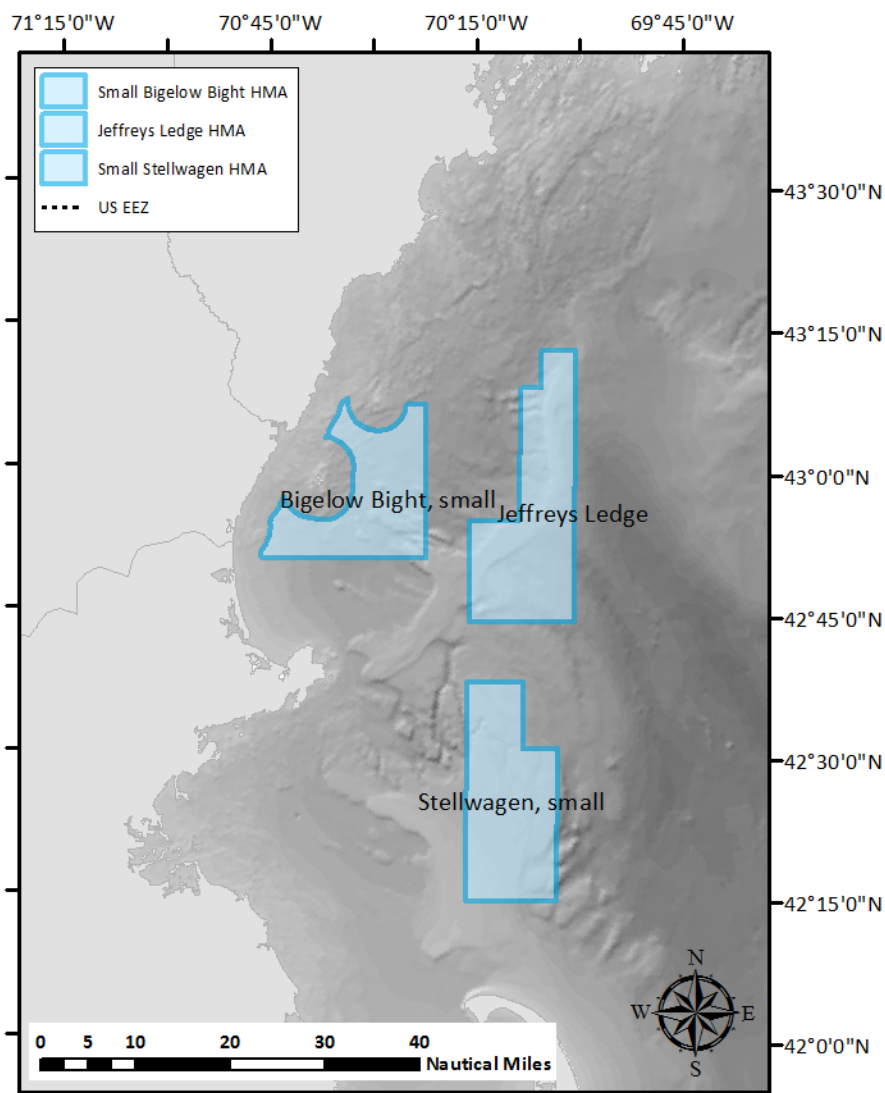 71°15'0"W 70°45'0"W 70°15'0"W 69°45'0"W
Small Bigelow Bight HMA
Jeffreys Ledge HMA
Small Stellwagen HMA
US EEZ
43°30'0"N
43°15'0"N
43°0'0"N
Bigelow Bight, small
Jeffreys Ledge
42°45'0"N
42°30'0"N
Stellwagen, small
42°15'0"N
N
W E
S
0 5 10 20 30 40
Nautical Miles
42°0'0"N